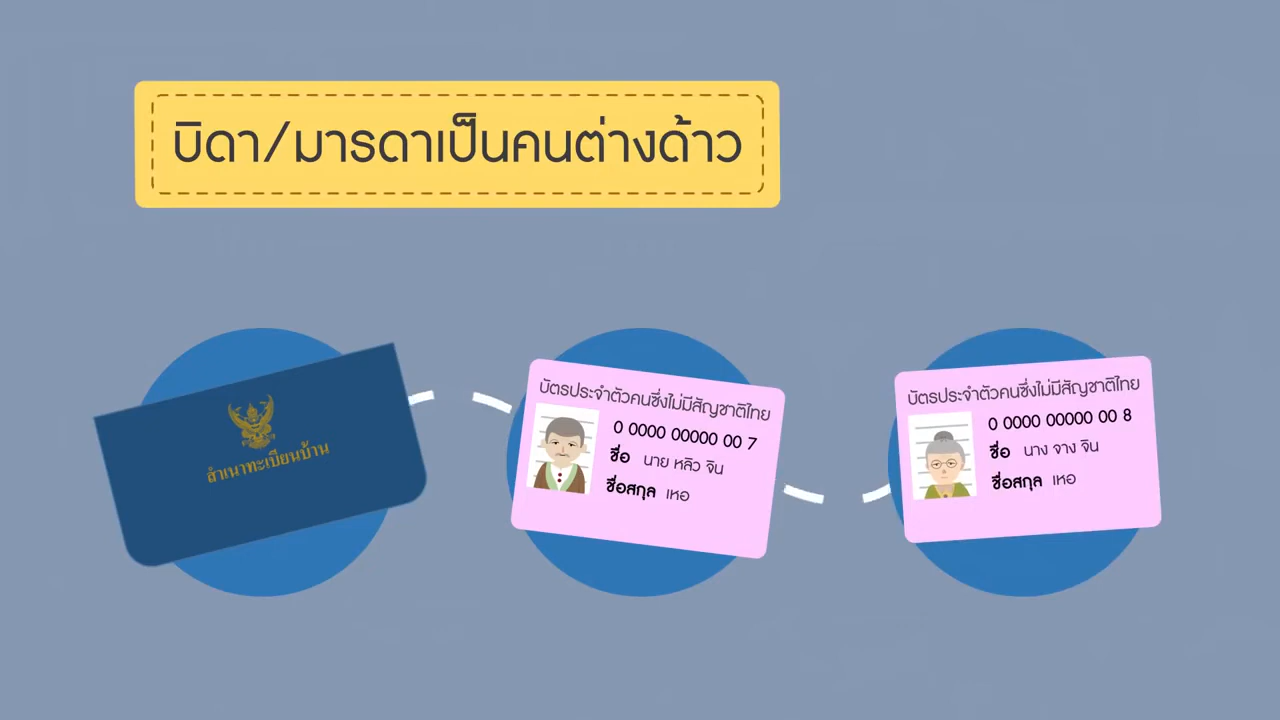 บิดา/มารดาเป็นคนต่างด้าว
สำเนาทะเบียนบ้าน
บัตรประจำตัวคนซึ่งไม่มีสัญชาติไทย
0 0000 00000 00 7
ชื่อ นาย หลิว จิน
ชื่อสกุล เหอ
บัตรประจำตัวคนซึ่งไม่มีสัญชาติไทย
0 0000 00000 00 8
ชื่อ นาง จาง จิน
ชื่อสกุล เหอ